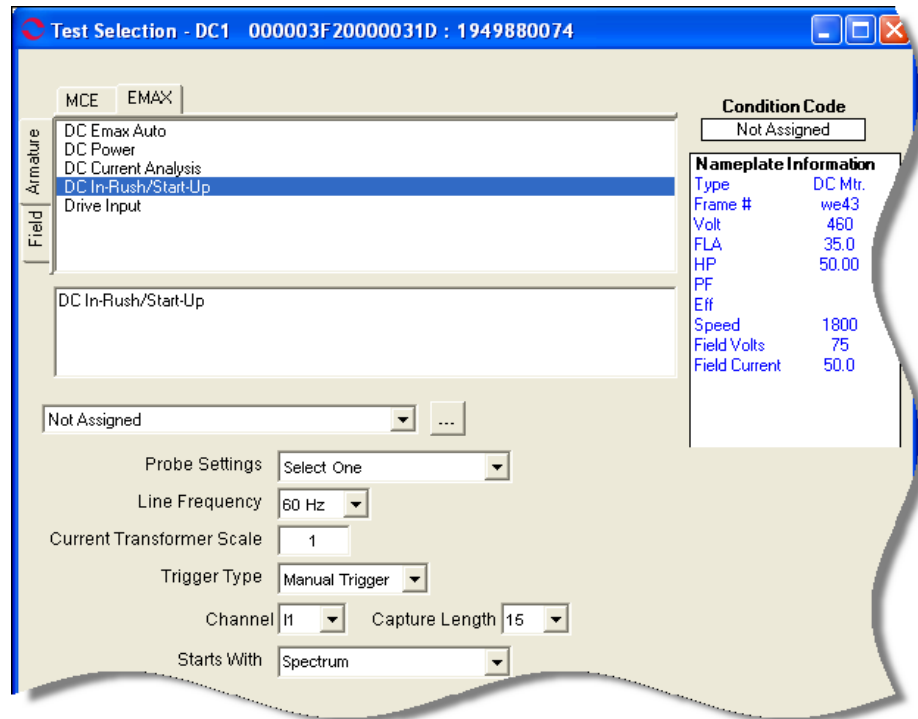 Test Selection - DC1 000003F20000031D : 1949880074
MCE EMAX
Armature
Field
DC Emax Auto
DC Power
DC Current Analysis
DC In-Rush/Start-Up
Drive Input
DC In-Rush/Start-Up
Not Assigned ...
Probe Settings Select One
Line Frequency 60 Hz
Current Transformer Scale 1
Trigger Type Manual Trigger
Channel I1 Capture Length 15
Starts With Spectrum
Condition Code
Not Assigned
Nameplate Information
Type DC Mtr.
Frame # we43
Volt 460
FLA 35.0
HP 50.00
PF
Eff
Speed 1800
Field Volts 75
Field Current 50.0